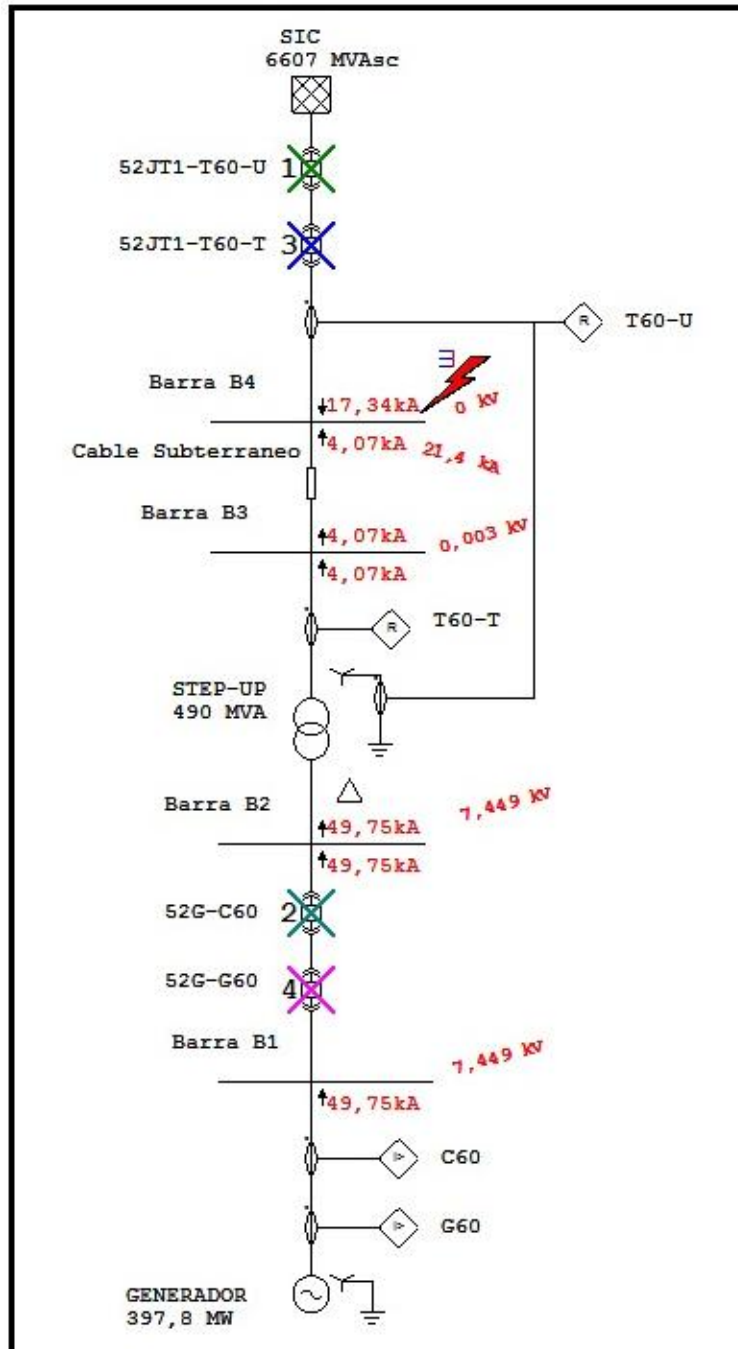 SIC
6607 MVAsc
52JT1-T60-U 1
52JT1-T60-T 3
R T60-U
3
Barra B4
17,34kA 0 kV
Cable Subterraneo 4,07kA 21,4 kA
Barra B3
4,07kA 0,003 kV
4,07kA
R T60-T
STEP-UP
490 MVA
Barra B2
49,75kA 7,449 kV
49,75kA
52G-C60 2
52G-G60 4
Barra B1
7,449 kV
49,75kA
C60
G60
GENERADOR
397,8 MW